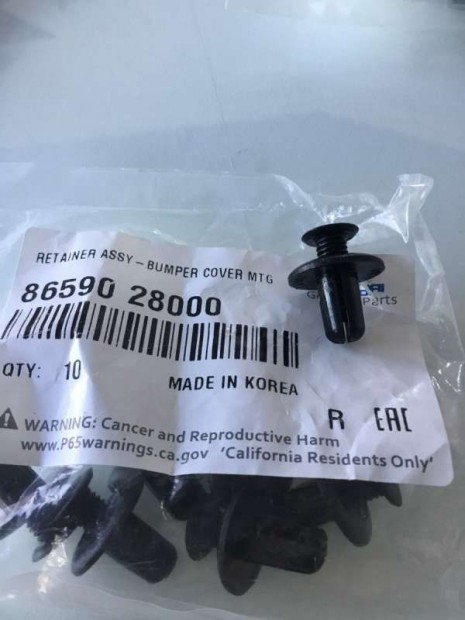 RETAINER ASSY – BUMPER COVER MTG
86590 28000
Parts
QTY: 10
MADE IN KOREA
R EAC
WARNING: Cancer and Reproductive Harm
www.P65warnings.ca.gov 'California Residents Only'